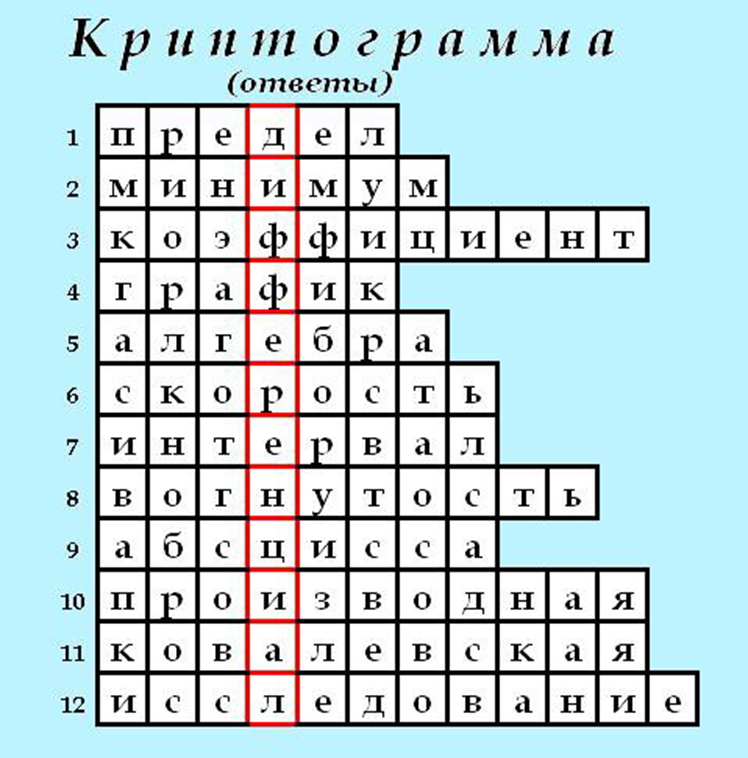 Криптограмма
(ответы)
1 предел
2 минимум
3 коэффициент
4 график
5 алгебра
6 скорость
7 интервал
8 вогнутость
9 абсцисса
10 производная
11 ковалевская
12 исследование